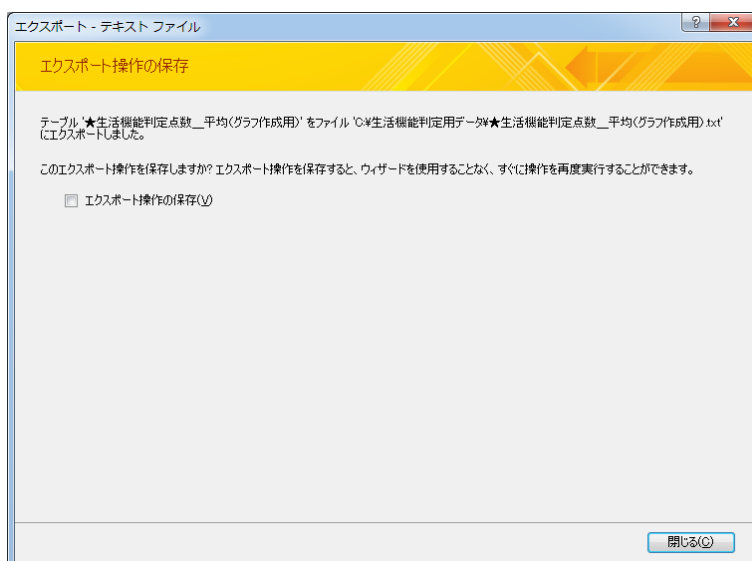 エクスポート - テキスト ファイル
エクスポート操作の保存
テーブル '★生活機能判定点数__平均(グラフ作成用)' をファイル 'C:¥生活機能判定用データ¥★生活機能判定点数__平均(グラフ作成用).txt'
にエクスポートしました。
このエクスポート操作を保存しますか? エクスポート操作を保存すると、ウィザードを使用することなく、すぐに操作を再度実行することができます。
エクスポート操作の保存(V)
閉じる(C)